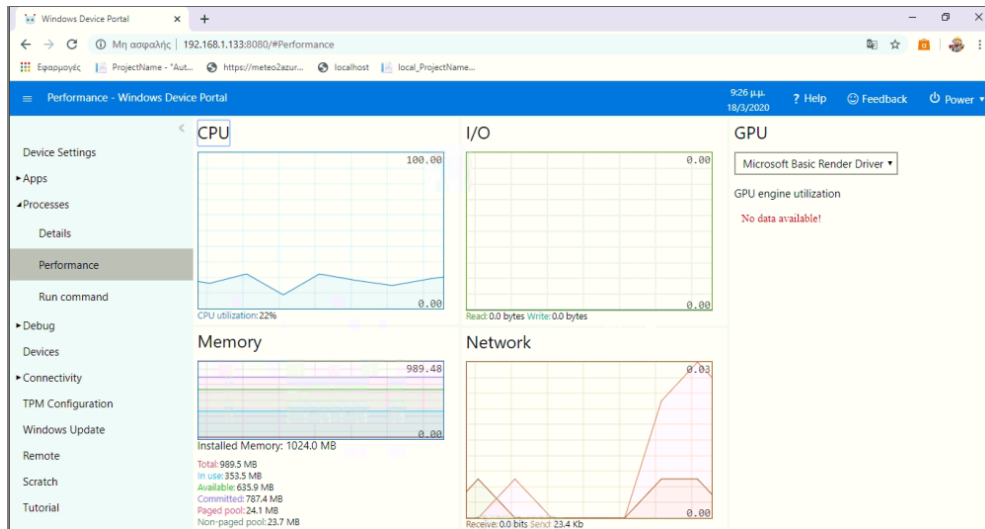 Windows Device Portal
Μη ασφαλής | 192.168.1.133:8080/#Performance
Εφαρμογές
ProjectName - "Aut...
https://meteo2azur...
localhost
local_ProjectName...
Performance - Windows Device Portal
9:26 μ.μ.
18/3/2020
? Help
Feedback
Power
Device Settings
Apps
Processes
Details
Performance
Run command
Debug
Devices
Connectivity
TPM Configuration
Windows Update
Remote
Scratch
Tutorial
CPU
100.00
0.00
CPU utilization: 22%
I/O
0.00
0.00
Read: 0.0 bytes Write: 0.0 bytes
GPU
Microsoft Basic Render Driver
GPU engine utilization
No data available!
Memory
989.48
0.00
Installed Memory: 1024.0 MB
Total: 989.5 MB
In use: 353.5 MB
Available: 635.9 MB
Committed: 787.4 MB
Paged pool: 24.1 MB
Non-paged pool: 23.7 MB
Network
0.03
0.00
Receive: 0.0 bits Send: 23.4 Kb